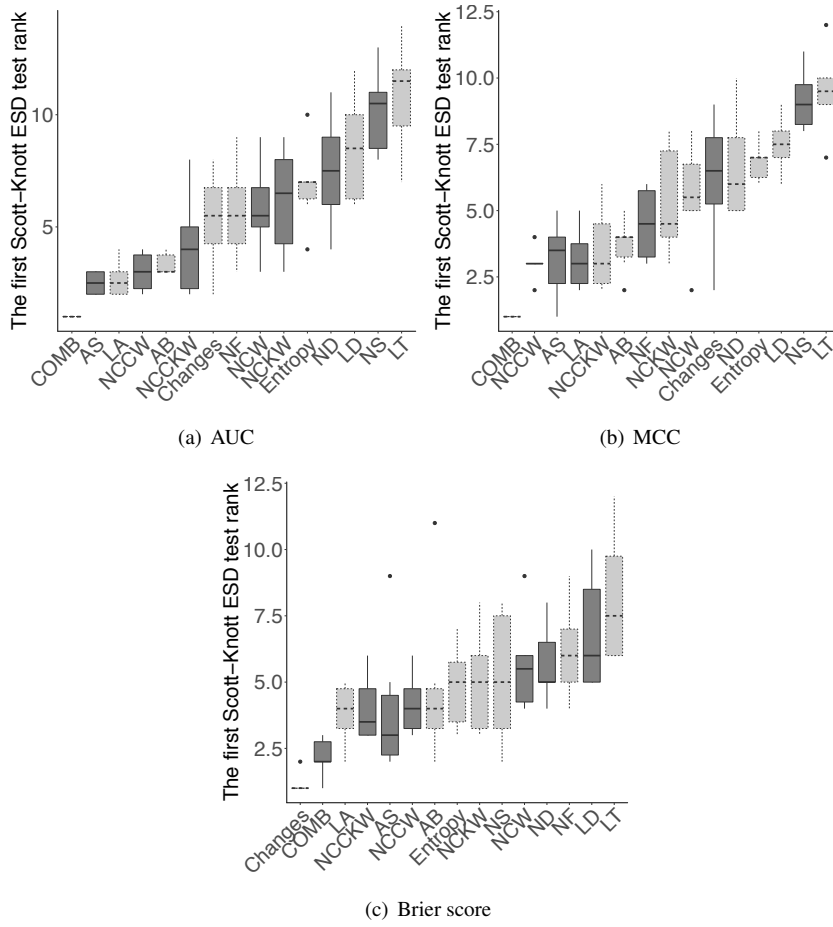 The first Scott−Knott ESD test rank
10
5
COMB
AS
LA
NCCW
AB
NCCKW
Changes
NF
NCW
NCKW
Entropy
ND
LD
NS
LT
(a) AUC
The first Scott−Knott ESD test rank
12.5
10.0
7.5
5.0
2.5
COMB
NCCW
AS
LA
NCCKW
AB
NF
NCKW
NCW
Changes
ND
Entropy
LD
NS
LT
(b) MCC
The first Scott−Knott ESD test rank
12.5
10.0
7.5
5.0
2.5
Changes
COMB
LA
NCCKW
AS
NCCW
AB
Entropy
NCKW
NS
NCW
ND
NF
LD
LT
(c) Brier score